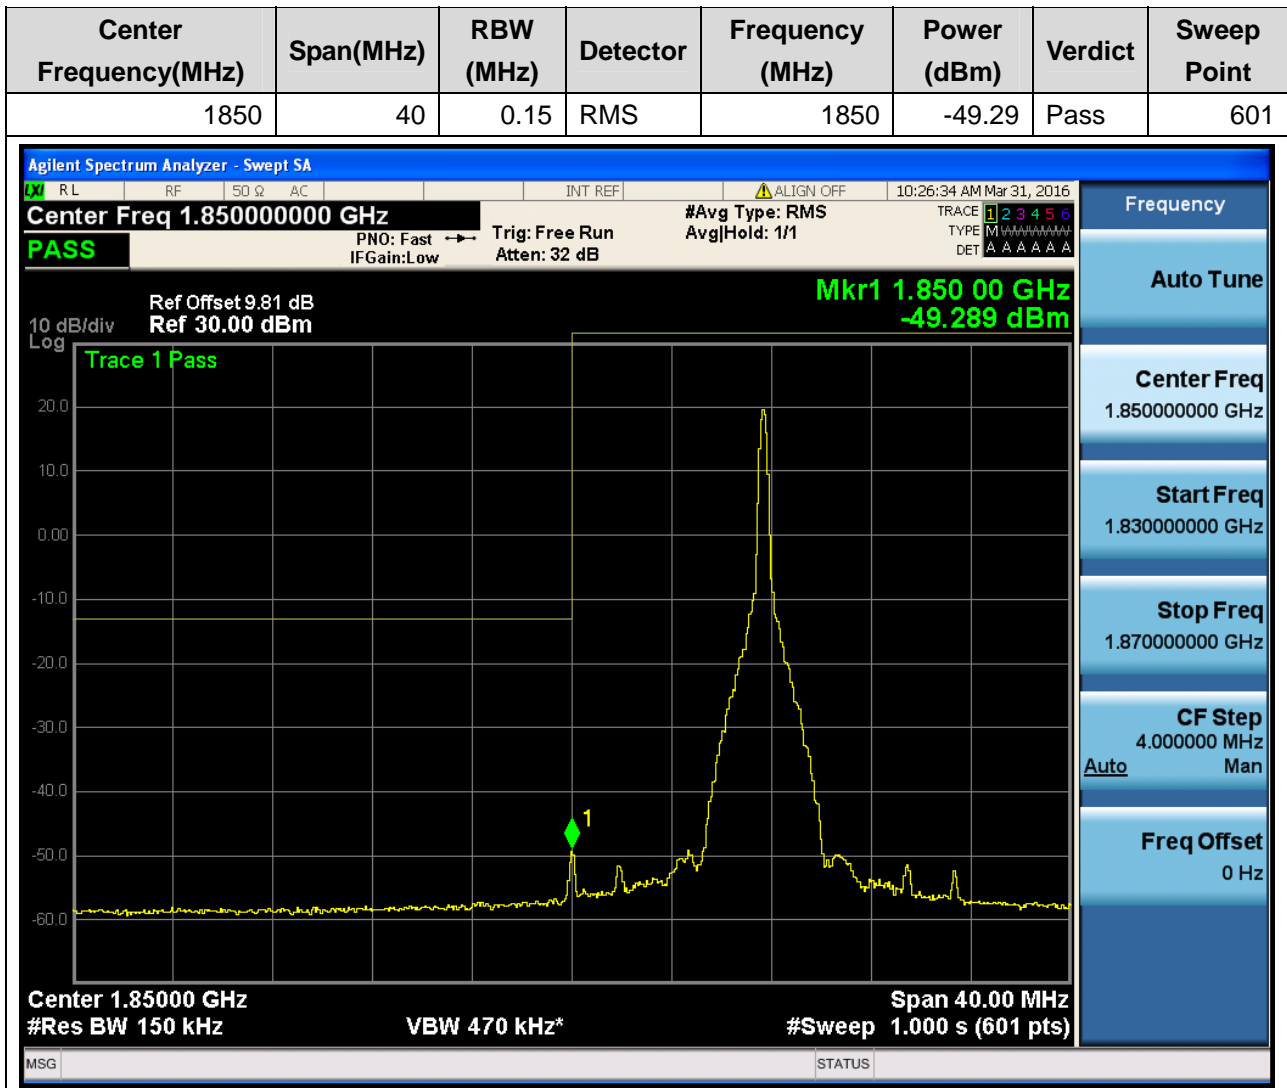 Center Frequency(MHz) Span(MHz) RBW (MHz) Detector Frequency (MHz) Power (dBm) Verdict Sweep Point
1850 40 0.15 RMS 1850 -49.29 Pass 601
Agilent Spectrum Analyzer - Swept SA
LXI RL RF 50 Ω AC INT REF ALIGN OFF 10:26:34 AM Mar 31, 2016
Center Freq 1.850000000 GHz
PASS
PNO: Fast
IFGain:Low
Trig: Free Run
Atten: 32 dB
#Avg Type: RMS
Avg|Hold: 1/1
TRACE 1 2 3 4 5 6
TYPE M
DET A A A A A A
Ref Offset 9.81 dB
10 dB/div Ref 30.00 dBm
Log
Mkr1 1.850 00 GHz
-49.289 dBm
Trace 1 Pass
20.0
10.0
0.00
-10.0
-20.0
-30.0
-40.0
-50.0
-60.0
1
Center 1.85000 GHz
Span 40.00 MHz
#Res BW 150 kHz
VBW 470 kHz*
#Sweep 1.000 s (601 pts)
MSG
STATUS
Frequency
Auto Tune
Center Freq
1.850000000 GHz
Start Freq
1.830000000 GHz
Stop Freq
1.870000000 GHz
CF Step
4.000000 MHz
Auto Man
Freq Offset
0 Hz